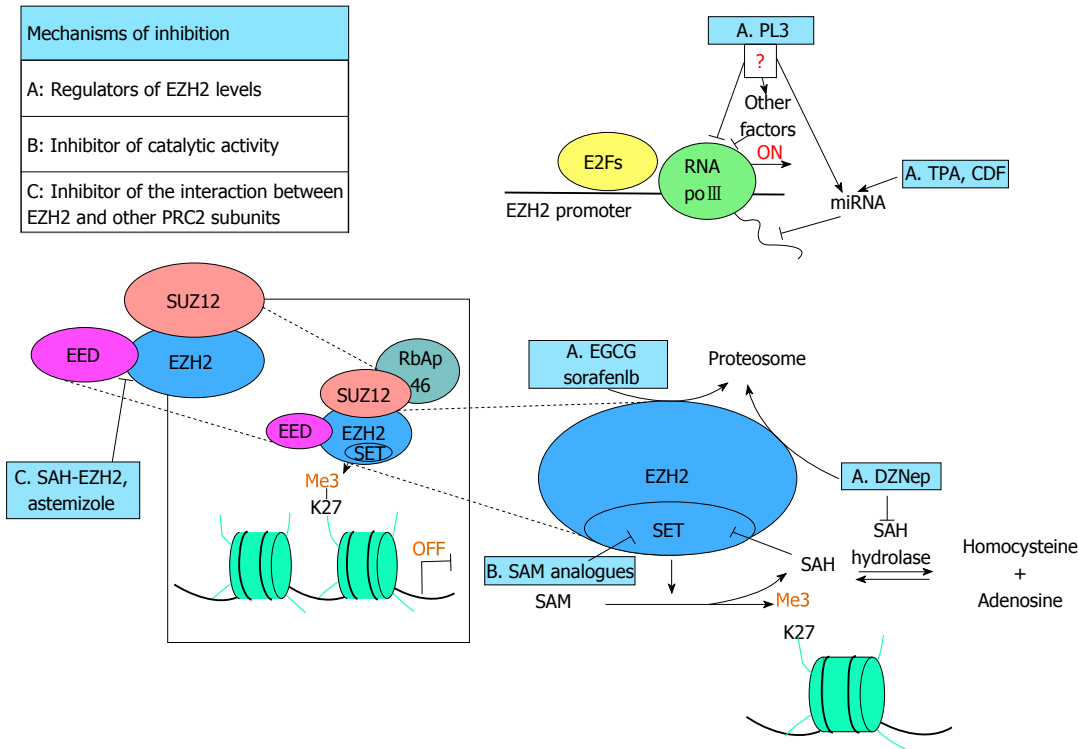 Mechanisms of inhibition
A: Regulators of EZH2 levels
B: Inhibitor of catalytic activity
C: Inhibitor of the interaction between
EZH2 and other PRC2 subunits
A. PL3
?
Other
factors
ON
E2Fs
RNA
po III
EZH2 promoter
A. TPA, CDF
miRNA
SUZ12
EED
EZH2
RbAp
46
SUZ12
EED
EZH2
SET
Me3
K27
OFF
C. SAH-EZH2,
astemizole
A. EGCG
sorafenlb
Proteosome
EZH2
SET
A. DZNep
SAH
hydrolase
B. SAM analogues
SAM
SAH
Me3
K27
Homocysteine
+
Adenosine